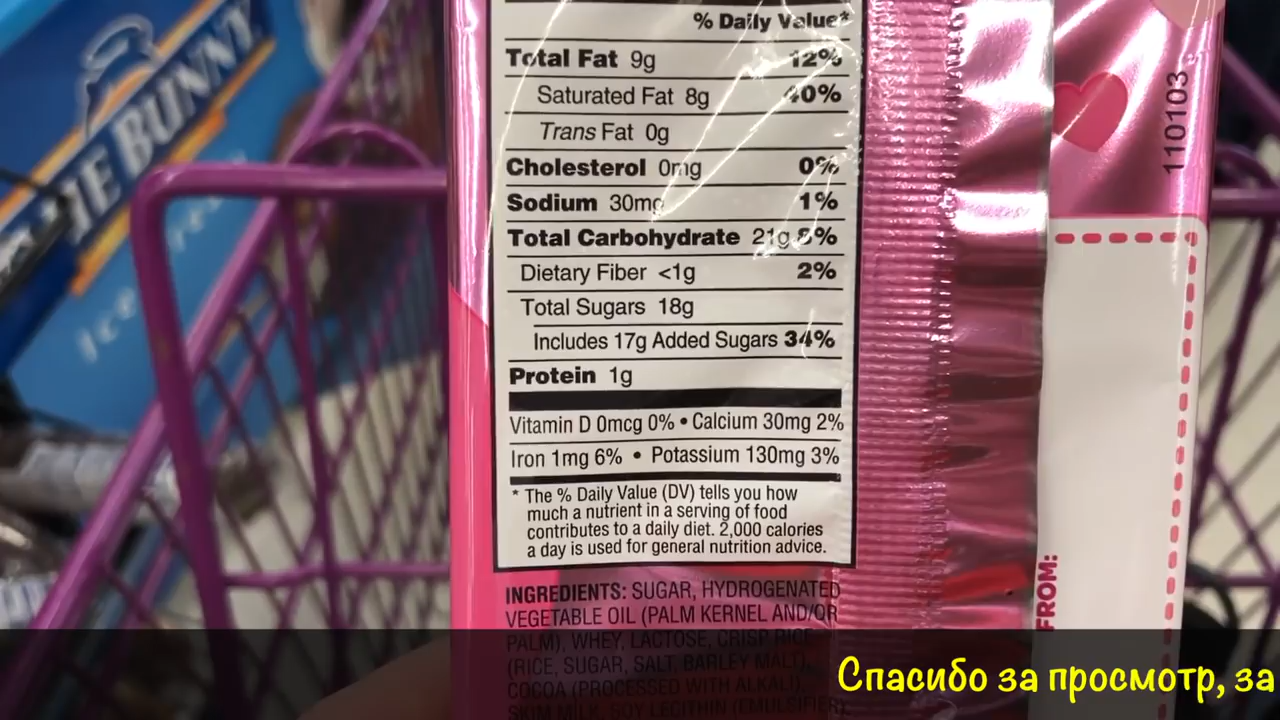 % Daily Value*
Total Fat 9g 12%
Saturated Fat 8g 40%
Trans Fat 0g
Cholesterol 0mg 0%
Sodium 30mg 1%
Total Carbohydrate 21g 8%
Dietary Fiber <1g 2%
Total Sugars 18g
Includes 17g Added Sugars 34%
Protein 1g
Vitamin D 0mcg 0% • Calcium 30mg 2%
Iron 1mg 6% • Potassium 130mg 3%
* The % Daily Value (DV) tells you how
much a nutrient in a serving of food
contributes to a daily diet. 2,000 calories
a day is used for general nutrition advice.
INGREDIENTS: SUGAR, HYDROGENATED
VEGETABLE OIL (PALM KERNEL AND/OR
PALM), WHEY, LACTOSE, CRISP RICE
(RICE, SUGAR, SALT, BARLEY MALT),
COCOA (PROCESSED WITH ALKALI),
SKIM MILK, SOY LECITHIN (EMULSIFIER),
110103
FROM:
BUNNY
Ice
Спасибо за просмотр, за